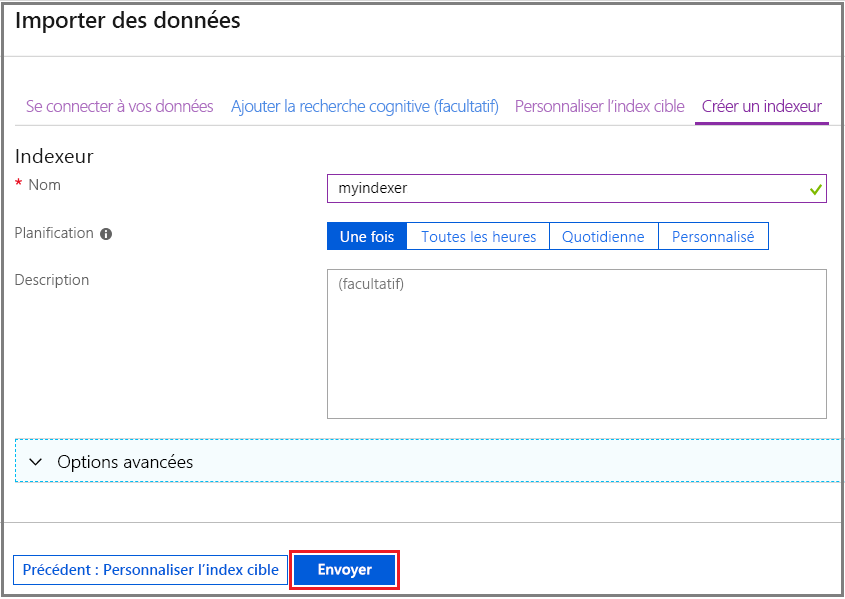 Importer des données
Se connecter à vos données Ajouter la recherche cognitive (facultatif) Personnaliser l'index cible Créer un indexeur
Indexeur
* Nom myindexer
Planification Une fois Toutes les heures Quotidienne Personnalisé
Description (facultatif)
Options avancées
Précédent : Personnaliser l'index cible Envoyer